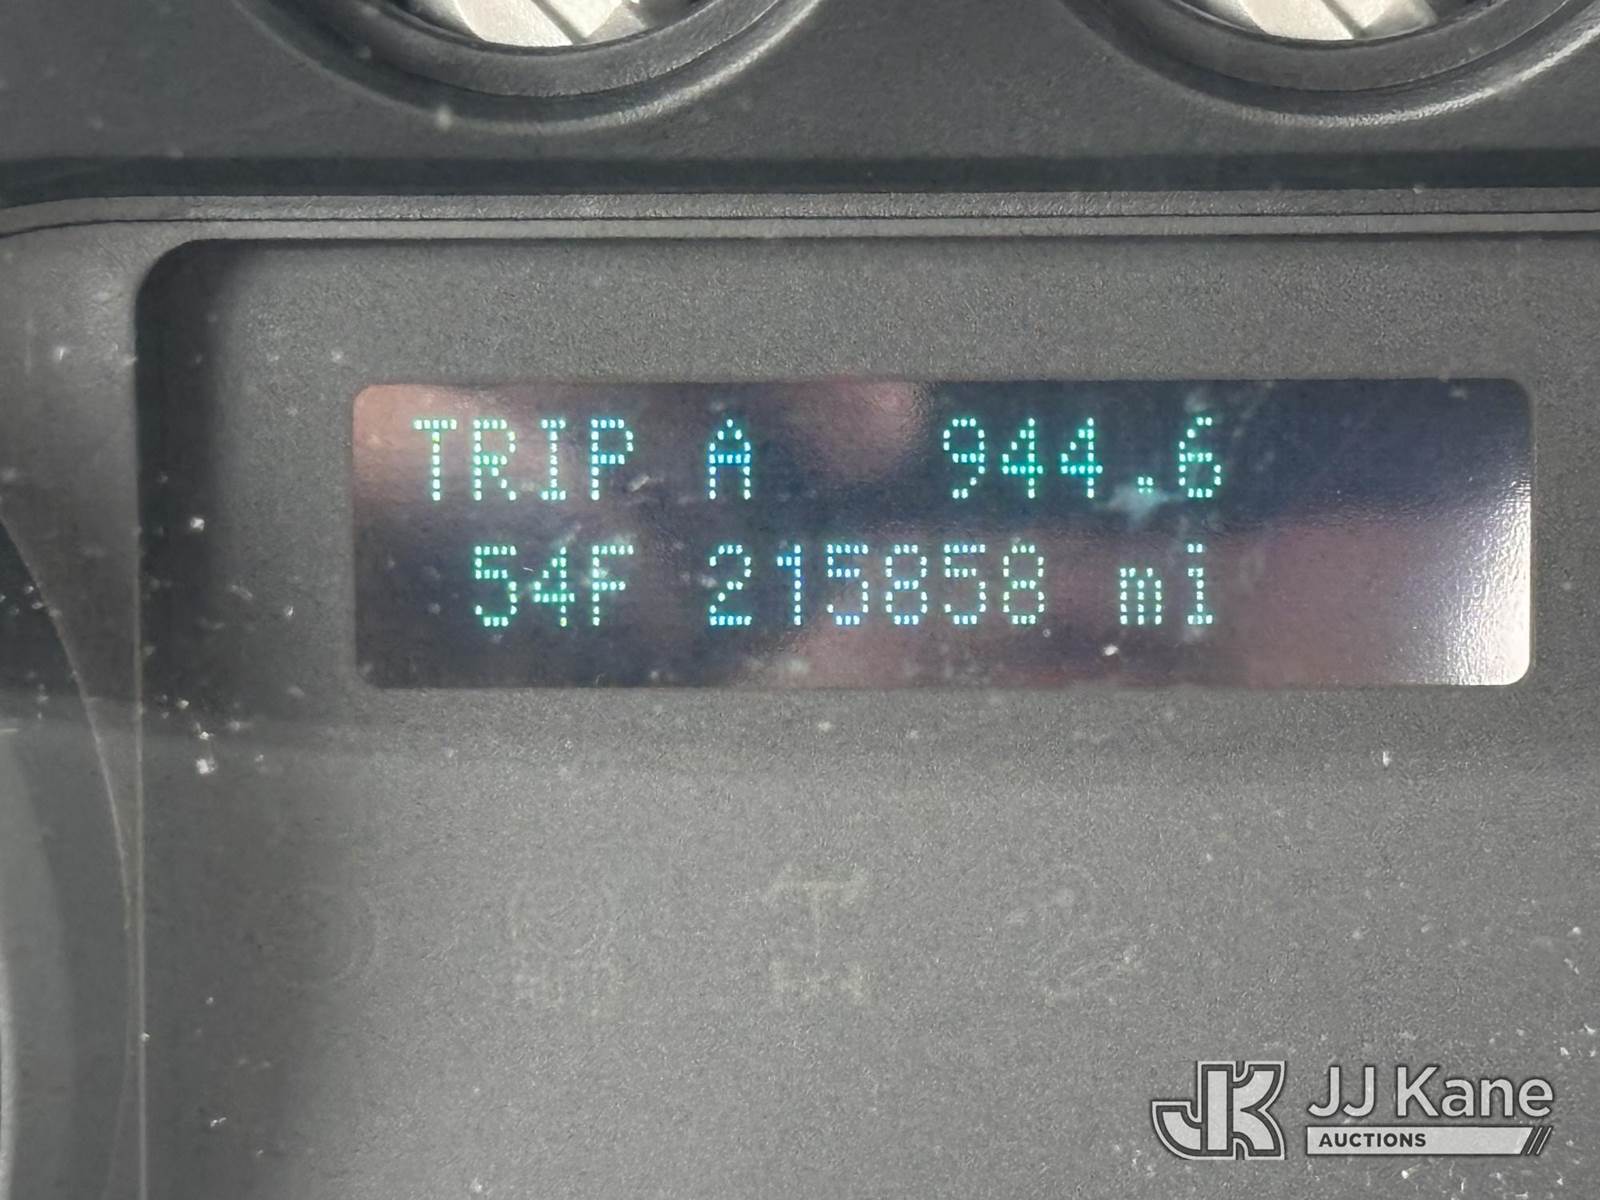 TRIP A 944.6
54F 215858 mi
JJ Kane
AUCTIONS